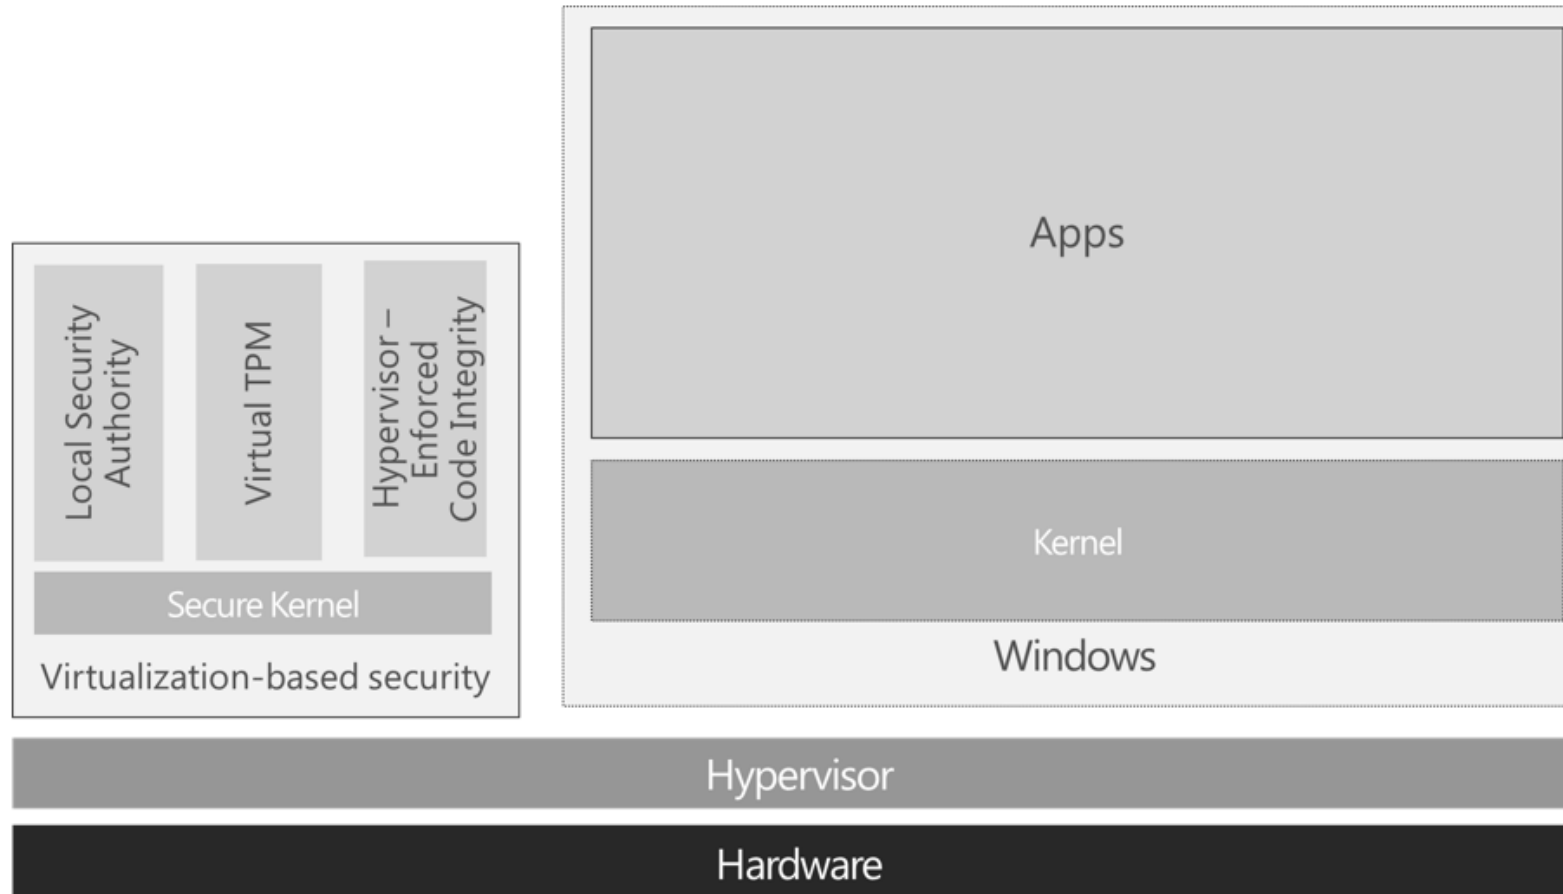 Apps
Local Security
Authority
Virtual TPM
Hypervisor –
Enforced
Code Integrity
Kernel
Secure Kernel
Windows
Virtualization-based security
Hypervisor
Hardware